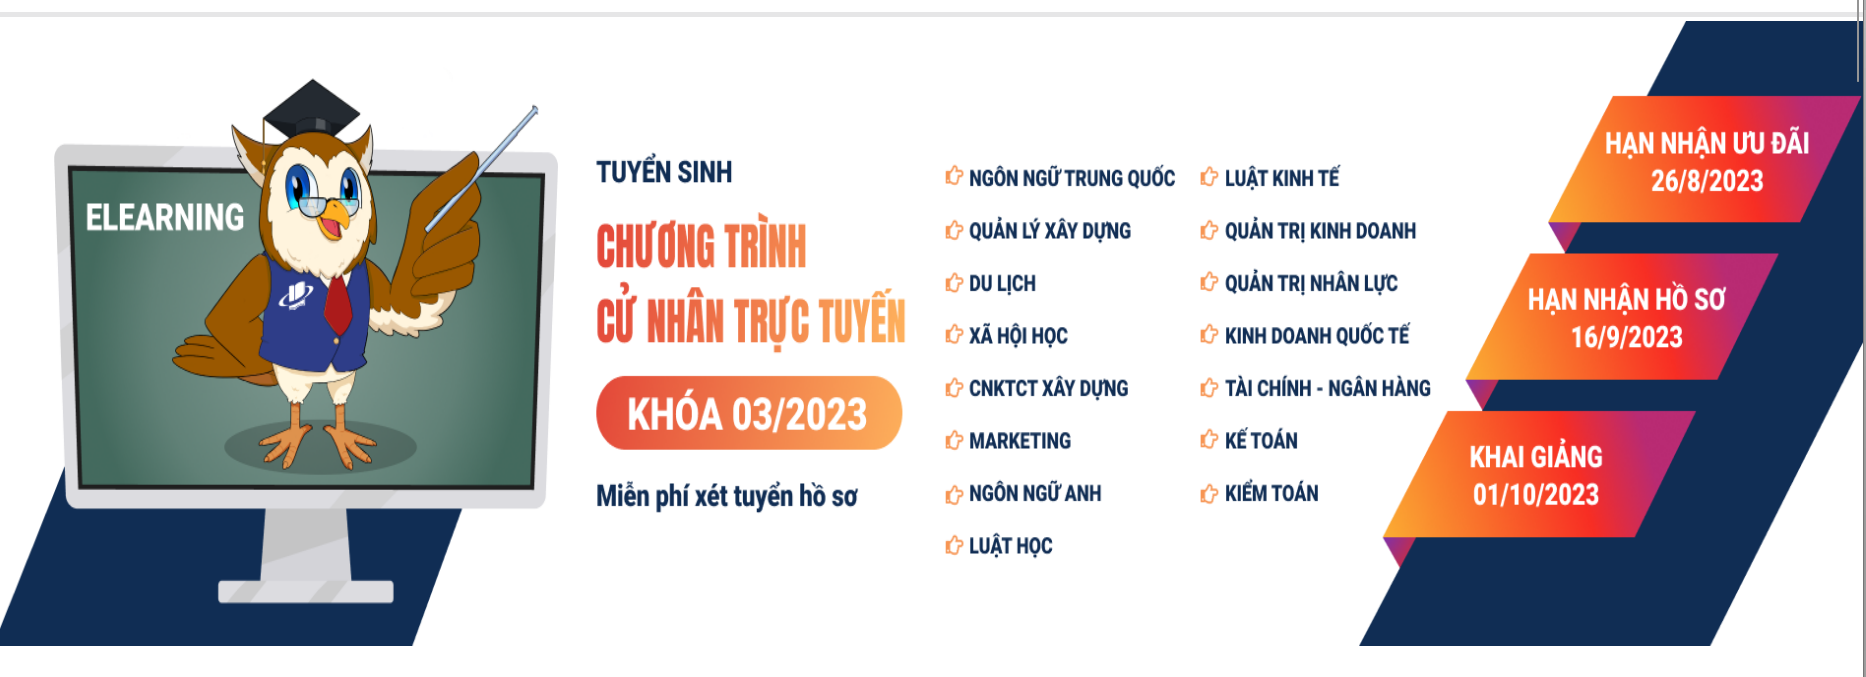 ELEARNING
TUYỂN SINH
CHƯƠNG TRÌNH
CỬ NHÂN TRỰC TUYẾN
KHÓA 03/2023
Miễn phí xét tuyển hồ sơ
NGÔN NGỮ TRUNG QUỐC
QUẢN LÝ XÂY DỰNG
DU LỊCH
XÃ HỘI HỌC
CNKTCT XÂY DỰNG
MARKETING
NGÔN NGỮ ANH
LUẬT HỌC
LUẬT KINH TẾ
QUẢN TRỊ KINH DOANH
QUẢN TRỊ NHÂN LỰC
KINH DOANH QUỐC TẾ
TÀI CHÍNH - NGÂN HÀNG
KẾ TOÁN
KIỂM TOÁN
HẠN NHẬN ƯU ĐÃI
26/8/2023
HẠN NHẬN HỒ SƠ
16/9/2023
KHAI GIẢNG
01/10/2023